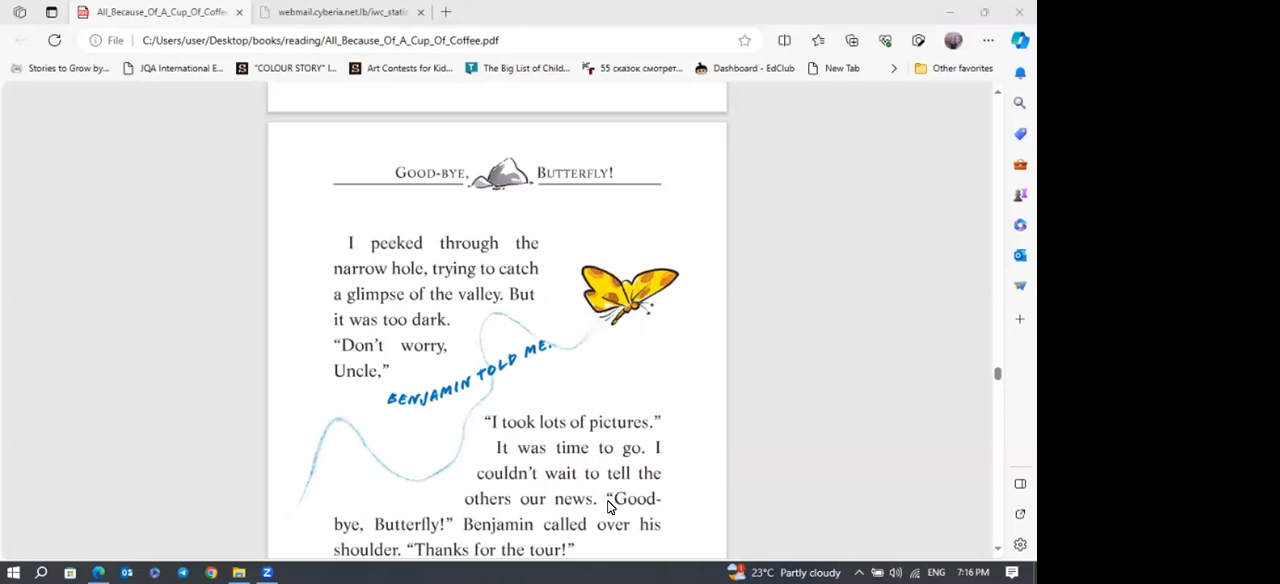 All_Because_Of_A_Cup_Of_Coffe
webmail.cyberia.net.lb/iwc_stati
File
C:/Users/user/Desktop/books/reading/All_Because_Of_A_Cup_Of_Coffee.pdf
Stories to Grow by...
JQA International E...
"COLOUR STORY" I...
Art Contests for Kid...
The Big List of Child...
55 сказок смотрет...
Dashboard - EdClub
New Tab
Other favorites
GOOD-BYE, BUTTERFLY!
I peeked through the
narrow hole, trying to catch
a glimpse of the valley. But
it was too dark.
“Don’t worry,
Uncle,”
BENJAMIN TOLD ME.
“I took lots of pictures.”
It was time to go. I
couldn’t wait to tell the
others our news. “Good-
bye, Butterfly!” Benjamin called over his
shoulder. “Thanks for the tour!”
23°C Partly cloudy
ENG
7:16 PM